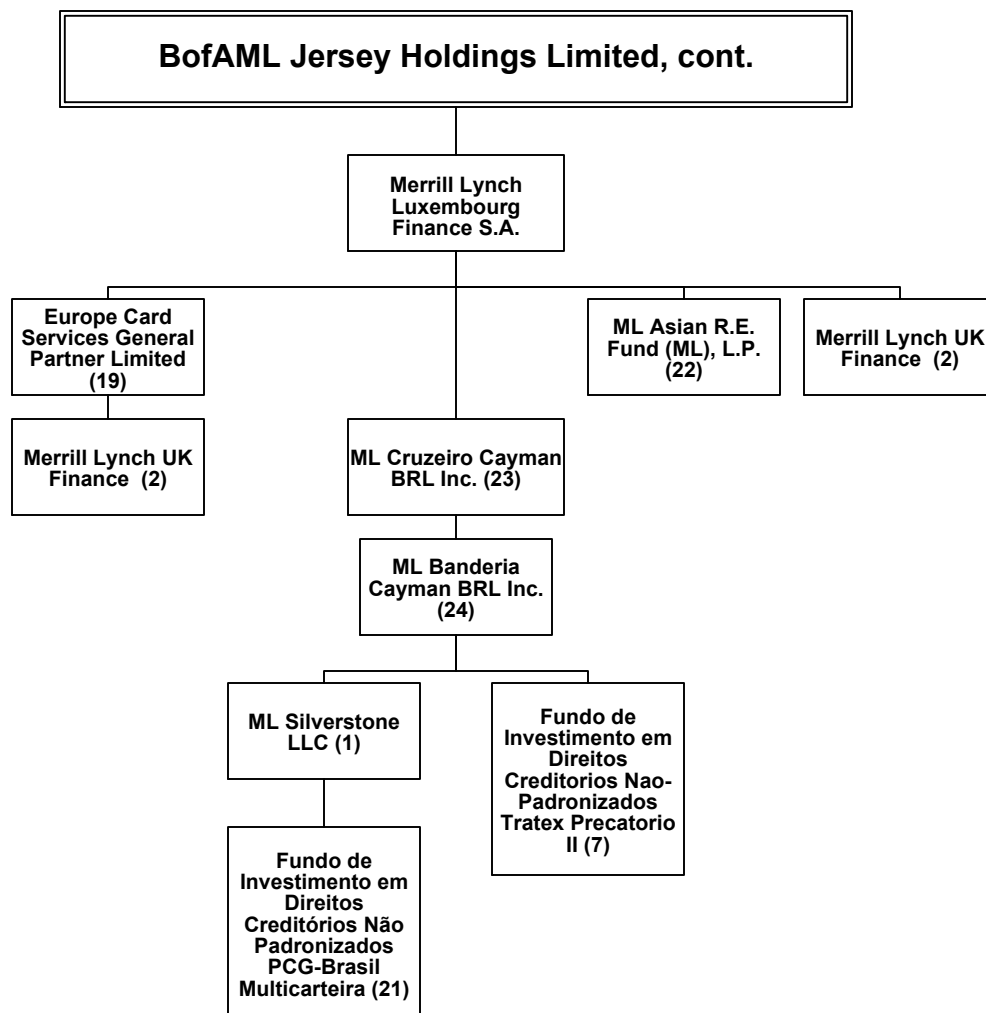 BofAML Jersey Holdings Limited, cont.
Merrill Lynch
Luxembourg
Finance S.A.
Europe Card
Services General
Partner Limited
(19)
ML Asian R.E.
Fund (ML), L.P.
(22)
Merrill Lynch UK
Finance (2)
Merrill Lynch UK
Finance (2)
ML Cruzeiro Cayman
BRL Inc. (23)
ML Banderia
Cayman BRL Inc.
(24)
ML Silverstone
LLC (1)
Fundo de
Investimento em
Direitos
Creditorios Nao-
Padronizados
Tratex Precatorio
II (7)
Fundo de
Investimento em
Direitos
Creditórios Não
Padronizados
PCG-Brasil
Multicarteira (21)